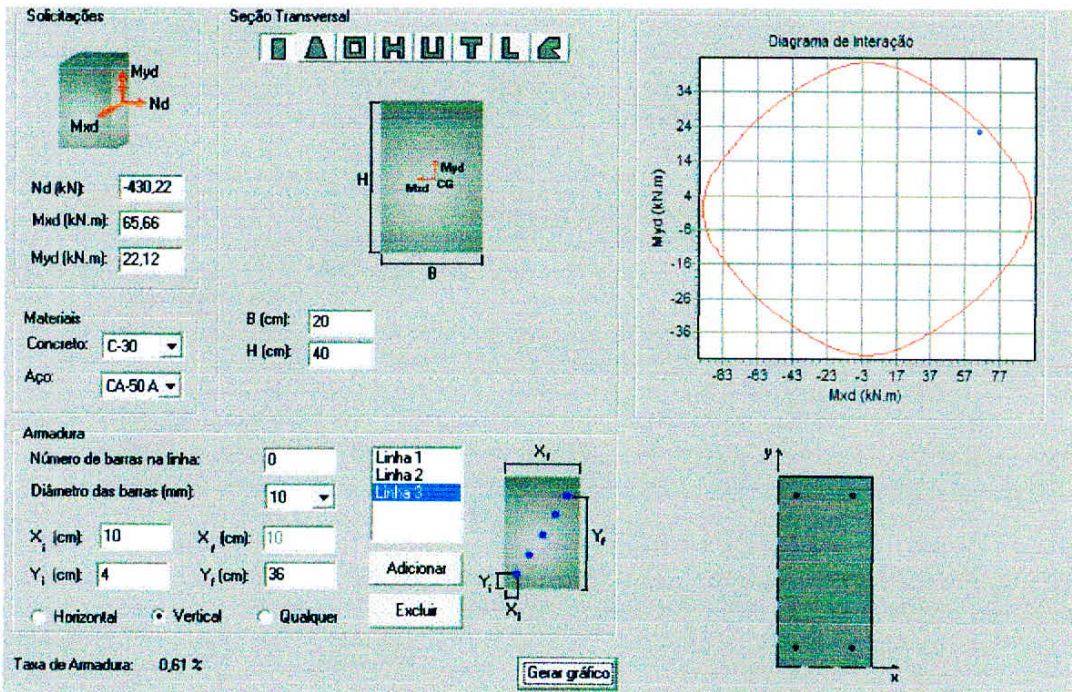 Solicitações
Myd
Nd
Mxd
Nd (kN): -430,22
Mxd (kN.m): 65,66
Myd (kN.m): 22,12
Materiais
Concreto: C-30
Aço: CA-50 A
Seção Transversal
H
Myd
Mxd CG
B
B (cm): 20
H (cm): 40
Diagrama de Interação
Myd (kN.m)
34
24
14
4
-6
-16
-26
-36
-83 -63 -43 -23 -3 17 37 57 77
Mxd (kN.m)
Armadura
Número de barras na linha: 0
Diâmetro das barras (mm): 10
Xi (cm): 10 Xf (cm): 10
Yi (cm): 4 Yf (cm): 36
Horizontal Vertical Qualquer
Linha 1
Linha 2
Linha 3
Adicionar
Excluir
Xf
Yf
Yi
Xi
y
x
Taxa de Armadura: 0,61 %
Gerar gráfico